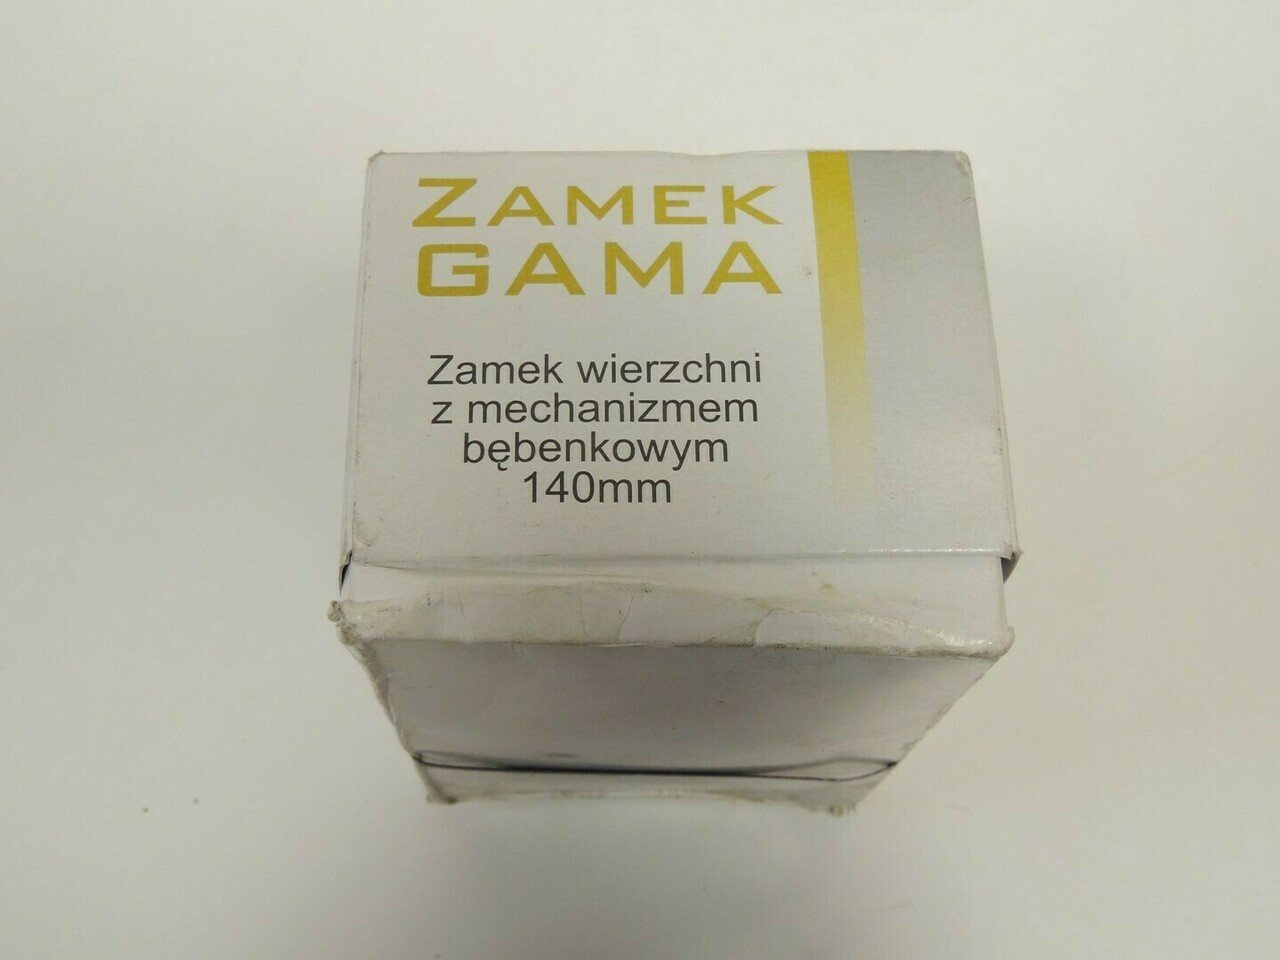 ZAMEK
GAMA
Zamek wierzchni
z mechanizmem
bębenkowym
140mm